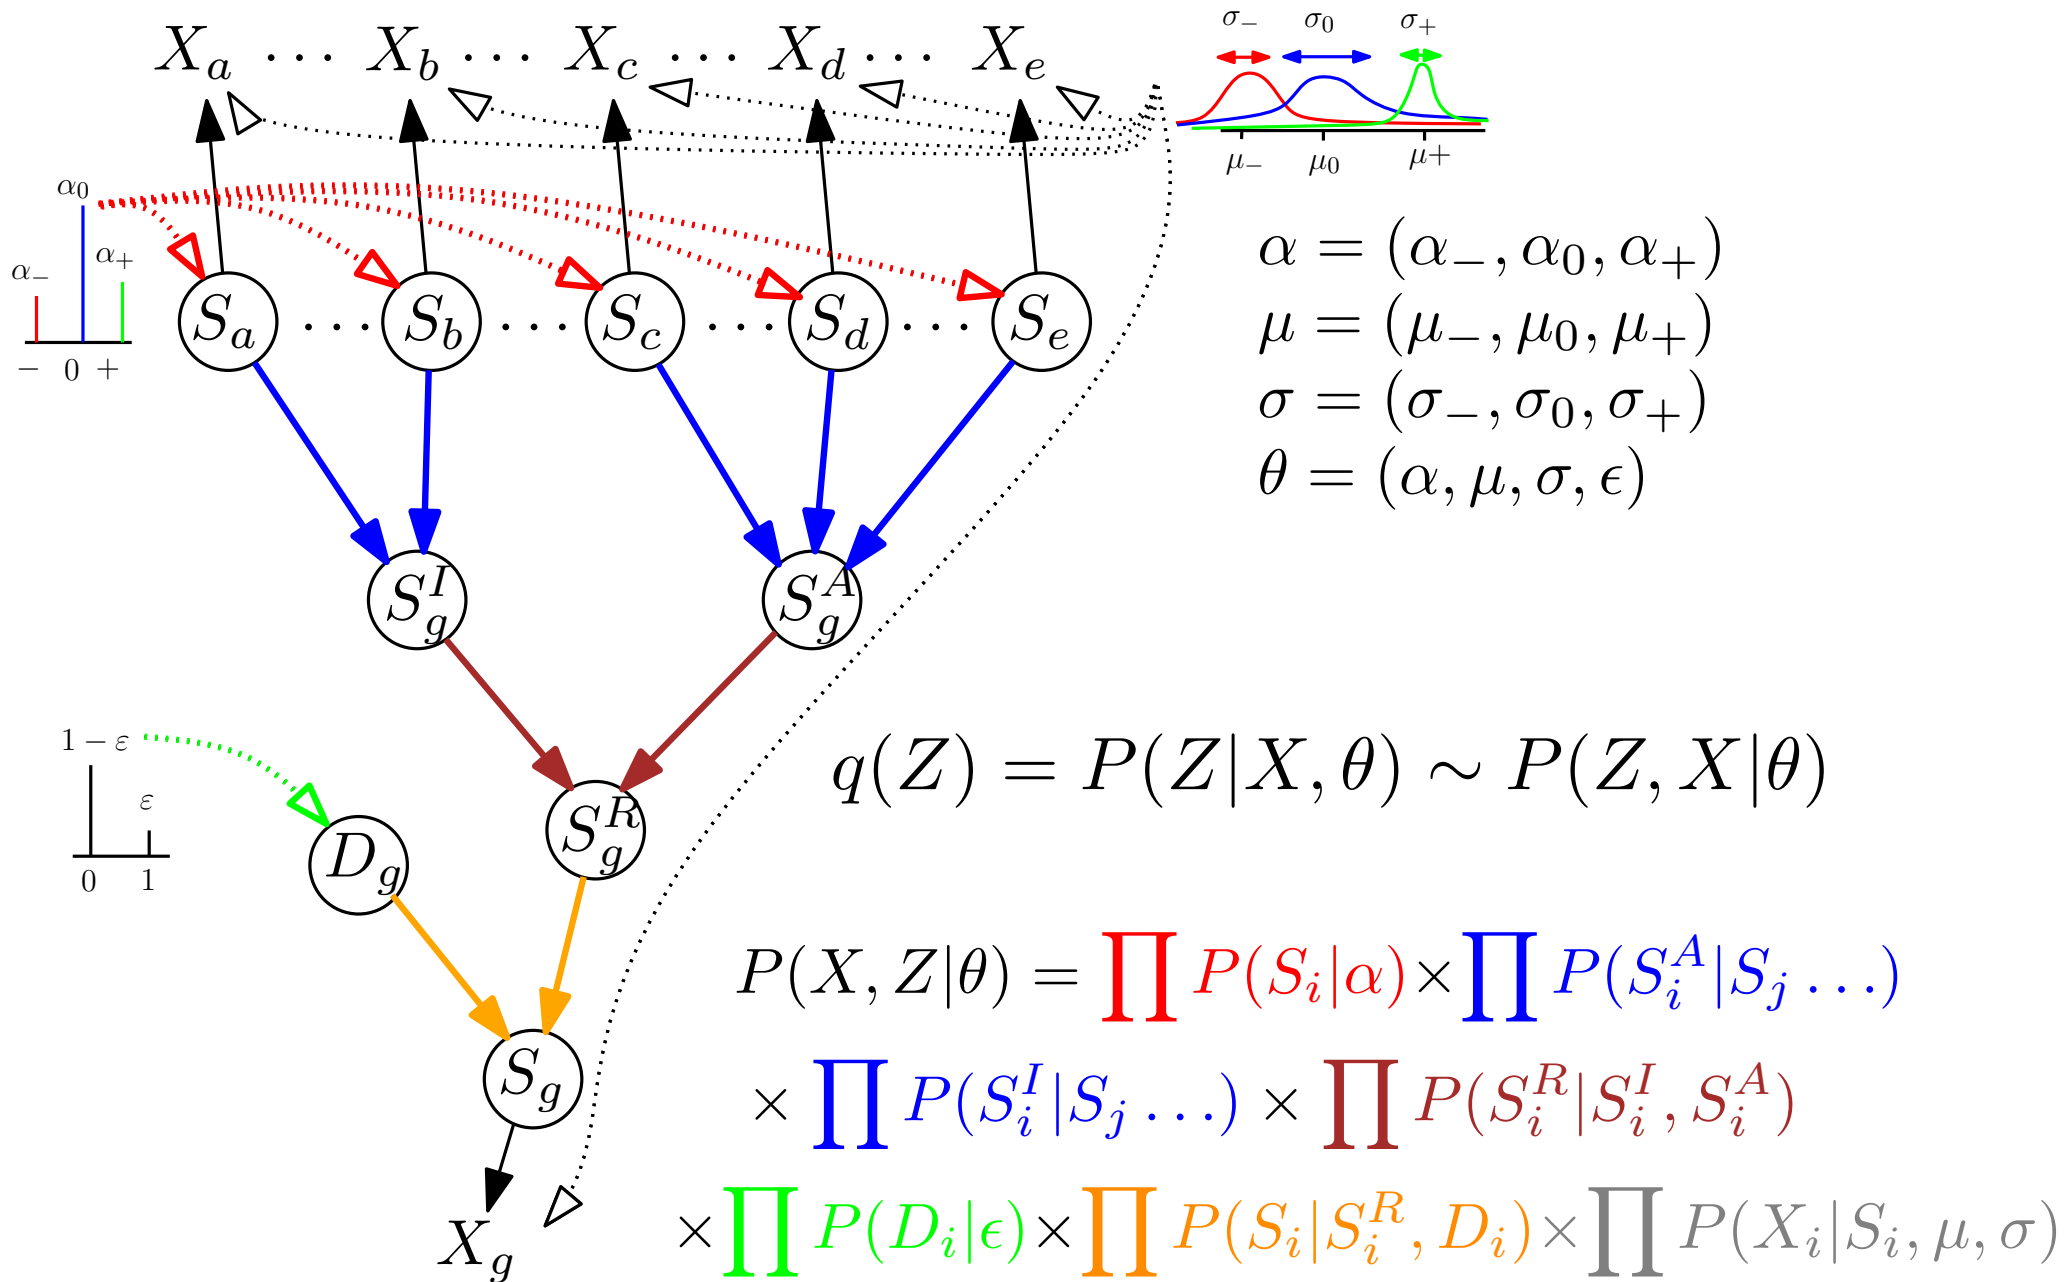 X_a ⋯ X_b ⋯ X_c ⋯ X_d ⋯ X_e
σ_− σ_0 σ_+
μ_− μ_0 μ+
α_0
α_− α_+
− 0 +
S_a ⋯ S_b ⋯ S_c ⋯ S_d ⋯ S_e
α = (α_−, α_0, α_+)
μ = (μ_−, μ_0, μ_+)
σ = (σ_−, σ_0, σ_+)
θ = (α, μ, σ, ϵ)
S_g^I S_g^A
1 − ε
ε
0 1
D_g S_g^R
S_g
X_g
q(Z) = P(Z|X, θ) ∼ P(Z, X|θ)
P(X, Z|θ) = ∏ P(S_i|α) × ∏ P(S_i^A|S_j …)
× ∏ P(S_i^I|S_j …) × ∏ P(S_i^R|S_i^I, S_i^A)
× ∏ P(D_i|ϵ) × ∏ P(S_i|S_i^R, D_i) × ∏ P(X_i|S_i, μ, σ)